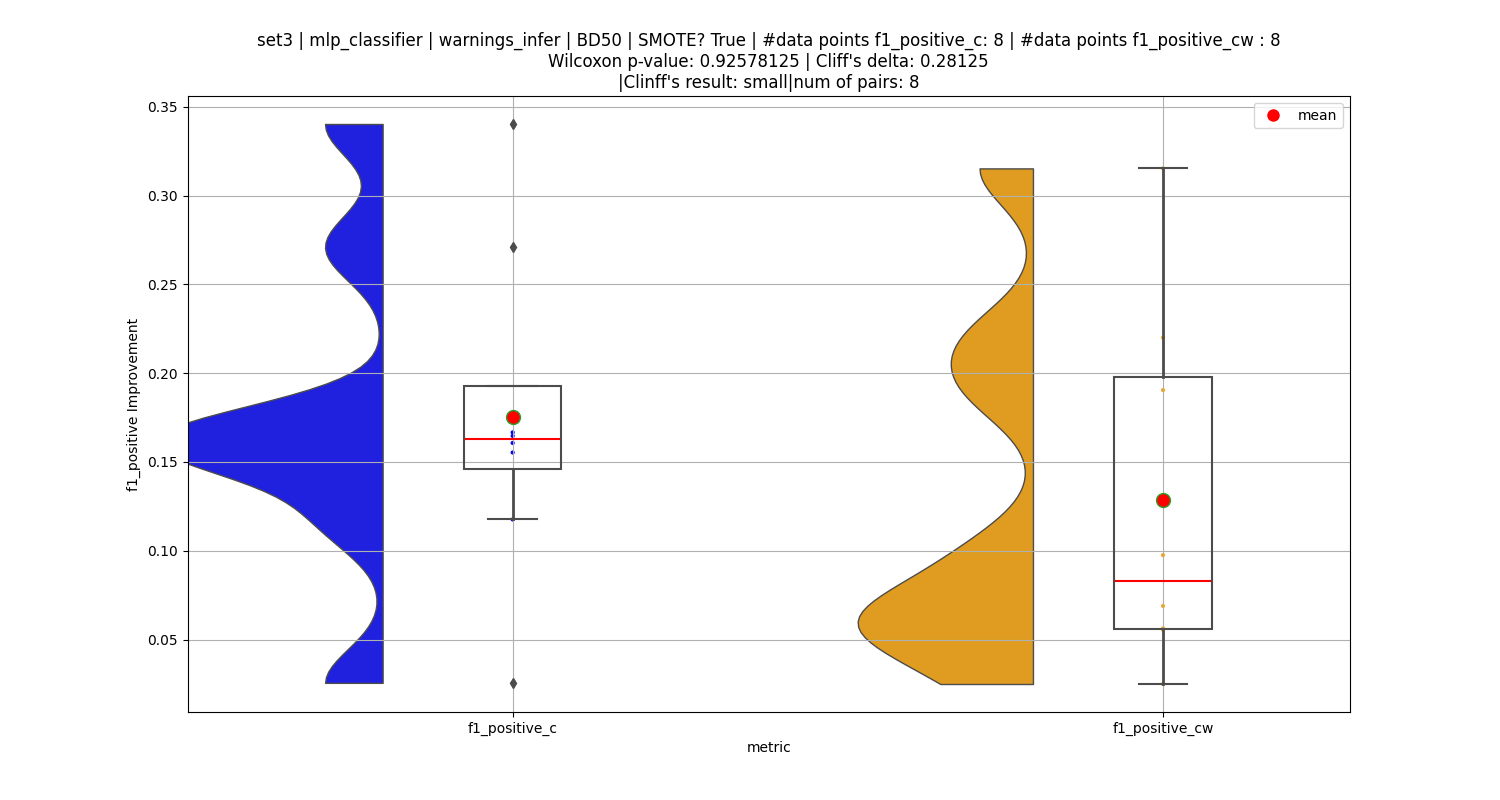 set3 | mlp_classifier | warnings_infer | BD50 | SMOTE? True | #data points f1_positive_c: 8 | #data points f1_positive_cw : 8
Wilcoxon p-value: 0.92578125 | Cliff's delta: 0.28125
|Clinff's result: small|num of pairs: 8
mean
0.35
0.30
0.25
0.20
0.15
0.10
0.05
f1_positive Improvement
f1_positive_c
f1_positive_cw
metric